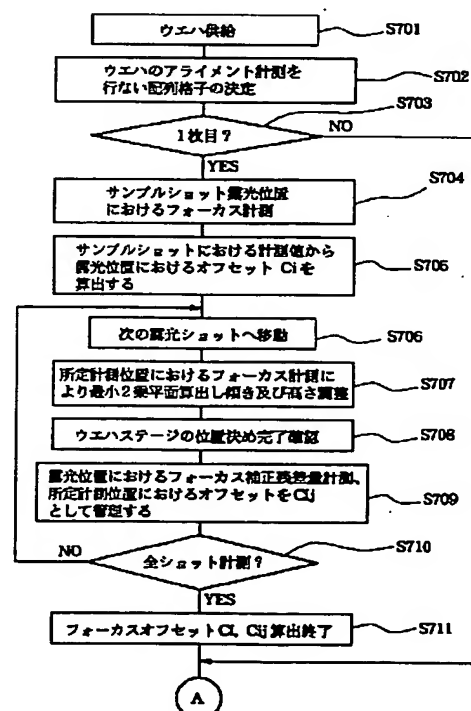 ウエハ供給
S701
ウエハのアライメント計測を
行ない配列格子の決定
S702
S703
1枚目?
NO
YES
サンプルショット露光位置
におけるフォーカス計測
S704
サンプルショットにおける計測値から
露光位置におけるオフセット Ciを
算出する
S705
次の露光ショットへ移動
S706
所定計測位置におけるフォーカス計測に
より最小2乗平面算出し傾き及び高さ調整
S707
ウエハステージの位置決め完了確認
S708
露光位置におけるフォーカス補正残差量計測、
所定計測位置におけるオフセットをCij
として管理する
S709
NO
全ショット計測?
S710
YES
フォーカスオフセットCi, Cij 算出終了
S711
A